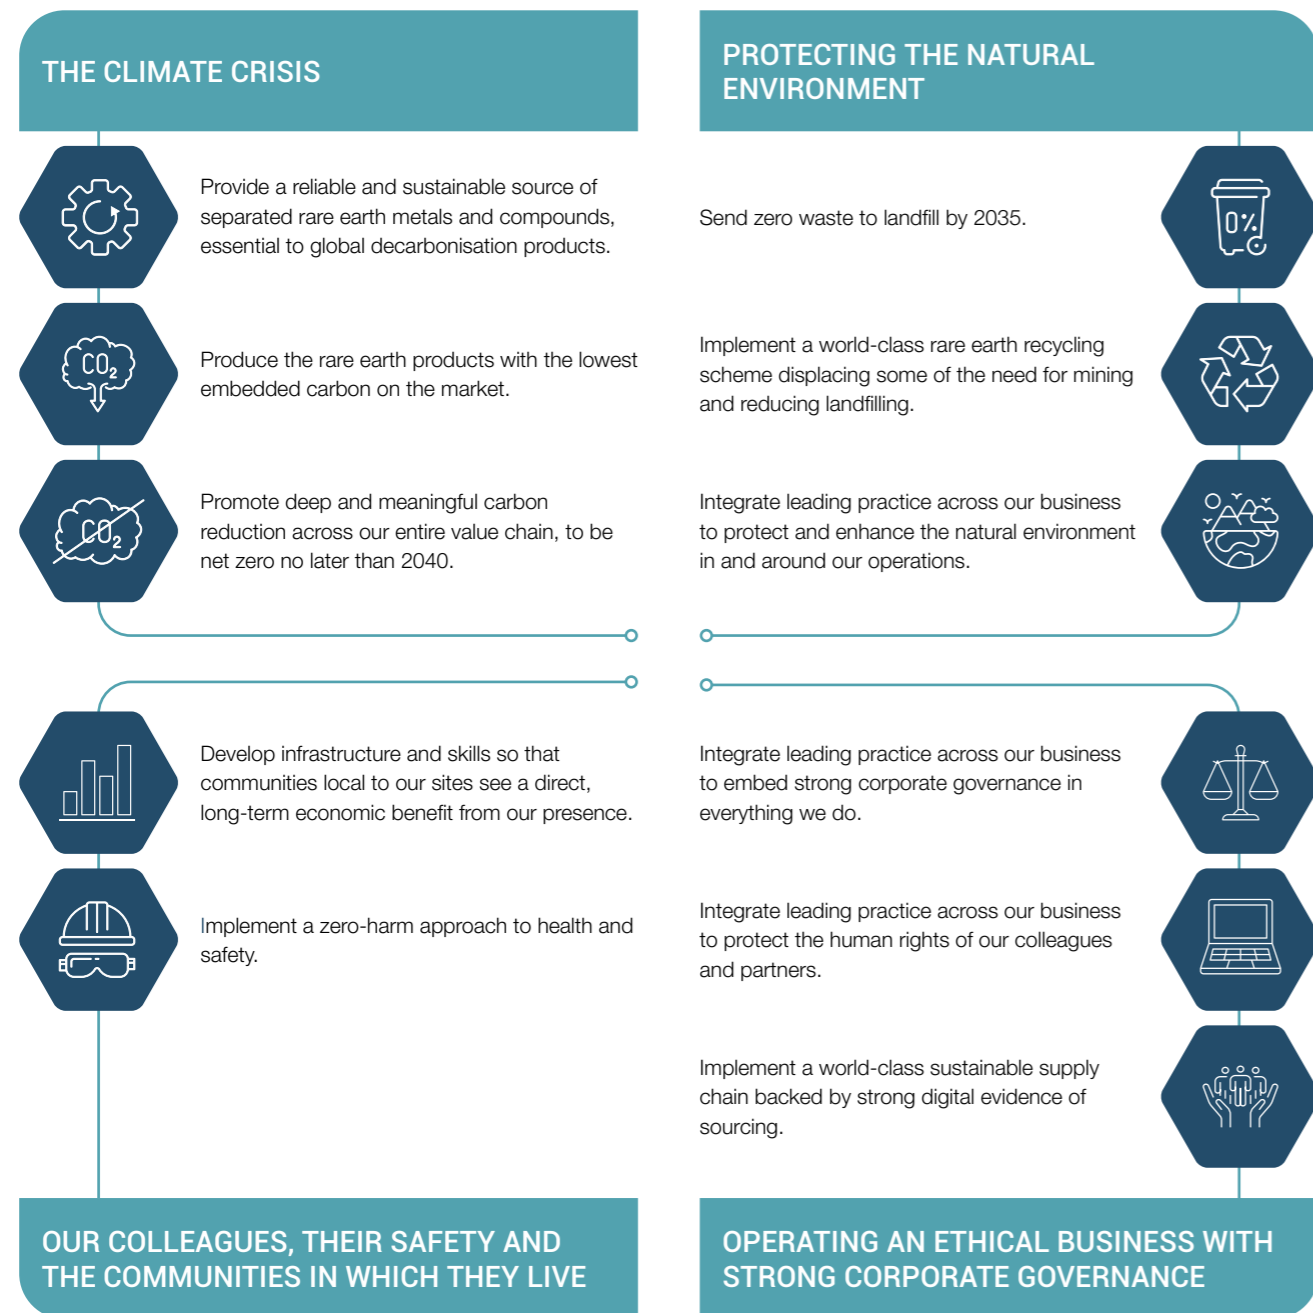 THE CLIMATE CRISIS
Provide a reliable and sustainable source of
separated rare earth metals and compounds,
essential to global decarbonisation products.
CO2
Produce the rare earth products with the lowest
embedded carbon on the market.
CO2
Promote deep and meaningful carbon
reduction across our entire value chain, to be
net zero no later than 2040.
PROTECTING THE NATURAL
ENVIRONMENT
Send zero waste to landfill by 2035.
0%
Implement a world-class rare earth recycling
scheme displacing some of the need for mining
and reducing landfilling.
Integrate leading practice across our business
to protect and enhance the natural environment
in and around our operations.
Develop infrastructure and skills so that
communities local to our sites see a direct,
long-term economic benefit from our presence.
Implement a zero-harm approach to health and
safety.
OUR COLLEAGUES, THEIR SAFETY AND
THE COMMUNITIES IN WHICH THEY LIVE
Integrate leading practice across our business
to embed strong corporate governance in
everything we do.
Integrate leading practice across our business
to protect the human rights of our colleagues
and partners.
Implement a world-class sustainable supply
chain backed by strong digital evidence of
sourcing.
OPERATING AN ETHICAL BUSINESS WITH
STRONG CORPORATE GOVERNANCE